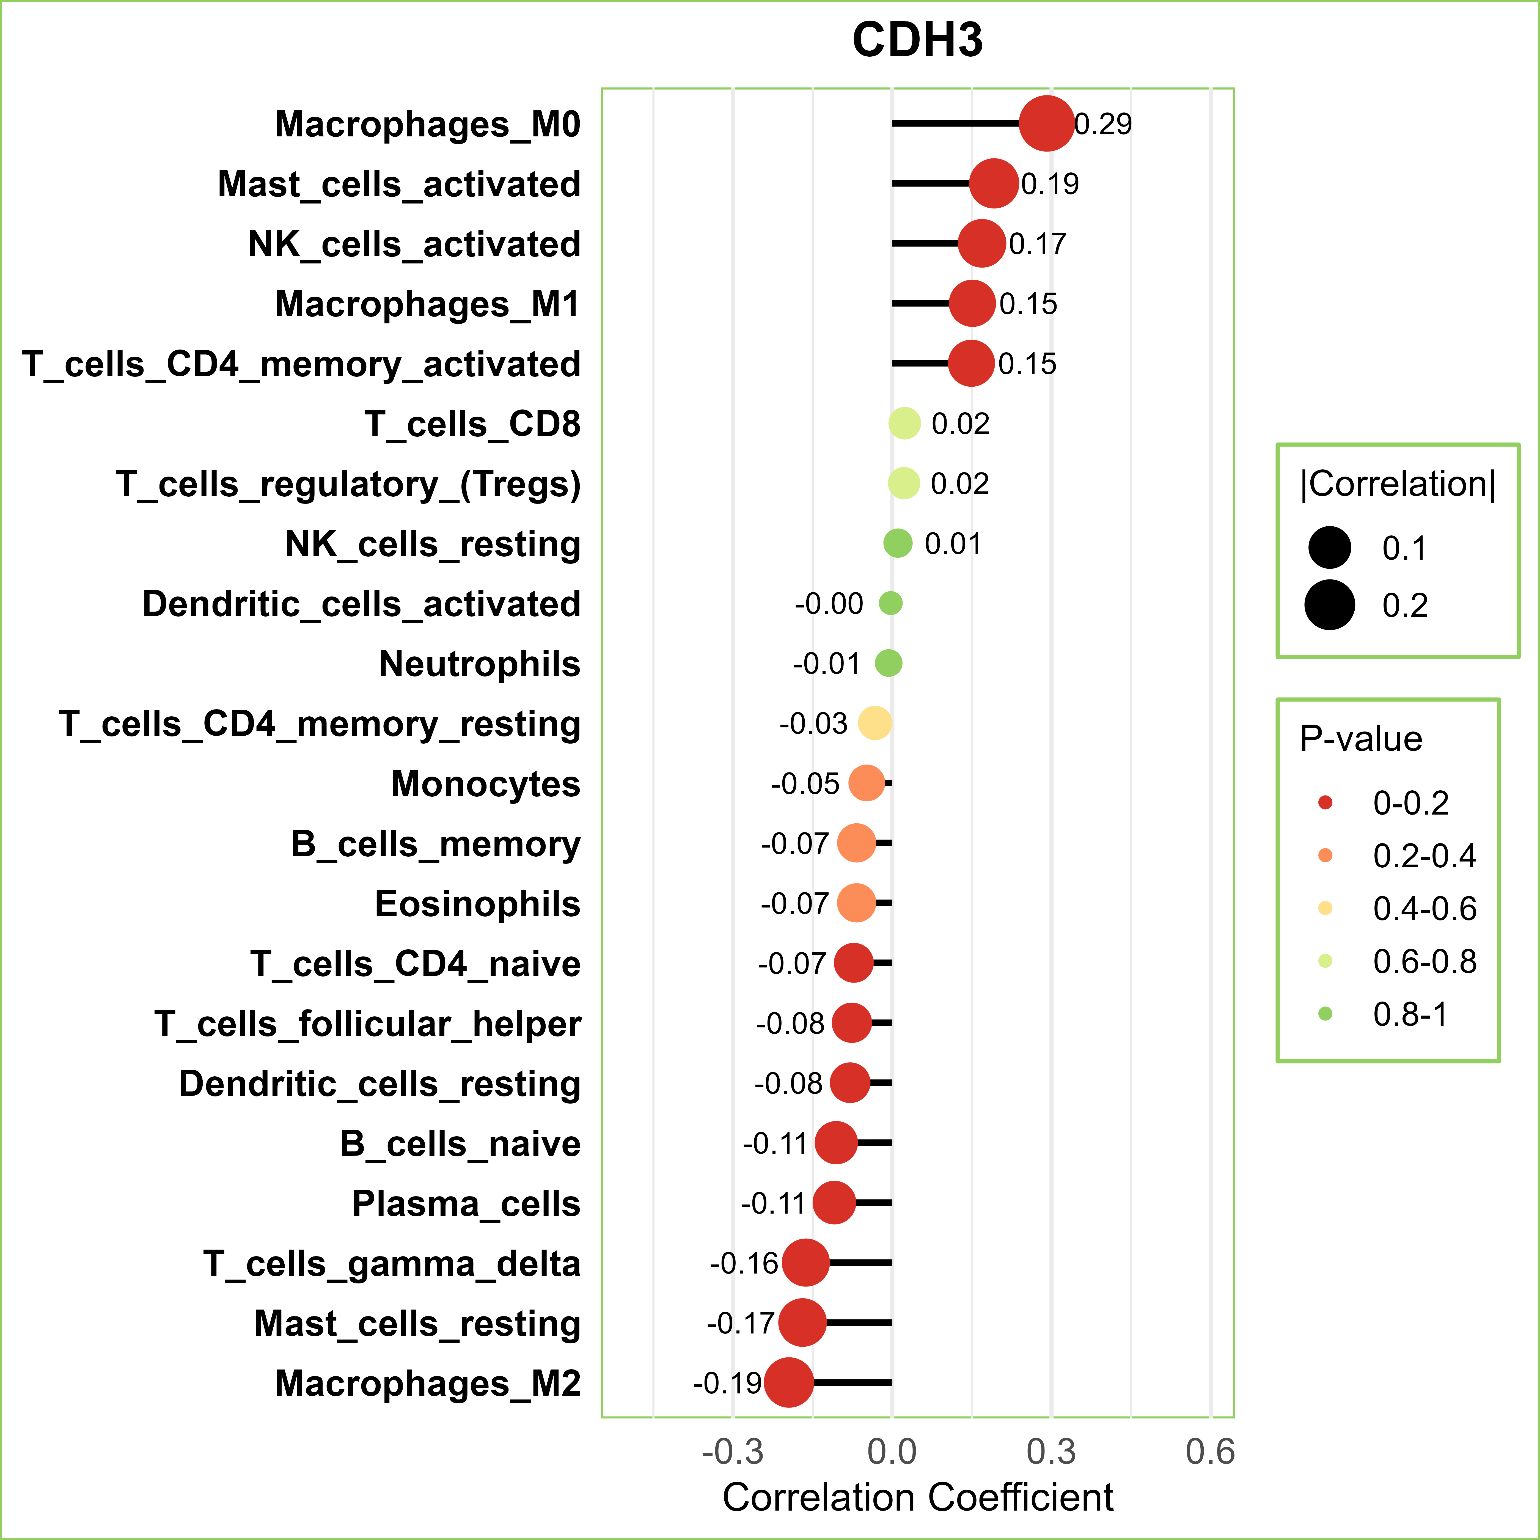 CDH3
Macrophages_M0 0.29
Mast_cells_activated 0.19
NK_cells_activated 0.17
Macrophages_M1 0.15
T_cells_CD4_memory_activated 0.15
T_cells_CD8 0.02
T_cells_regulatory_(Tregs) 0.02
NK_cells_resting 0.01
Dendritic_cells_activated -0.00
Neutrophils -0.01
T_cells_CD4_memory_resting -0.03
Monocytes -0.05
B_cells_memory -0.07
Eosinophils -0.07
T_cells_CD4_naive -0.07
T_cells_follicular_helper -0.08
Dendritic_cells_resting -0.08
B_cells_naive -0.11
Plasma_cells -0.11
T_cells_gamma_delta -0.16
Mast_cells_resting -0.17
Macrophages_M2 -0.19
-0.3 0.0 0.3 0.6
Correlation Coefficient
|Correlation|
0.1
0.2
P-value
0-0.2
0.2-0.4
0.4-0.6
0.6-0.8
0.8-1